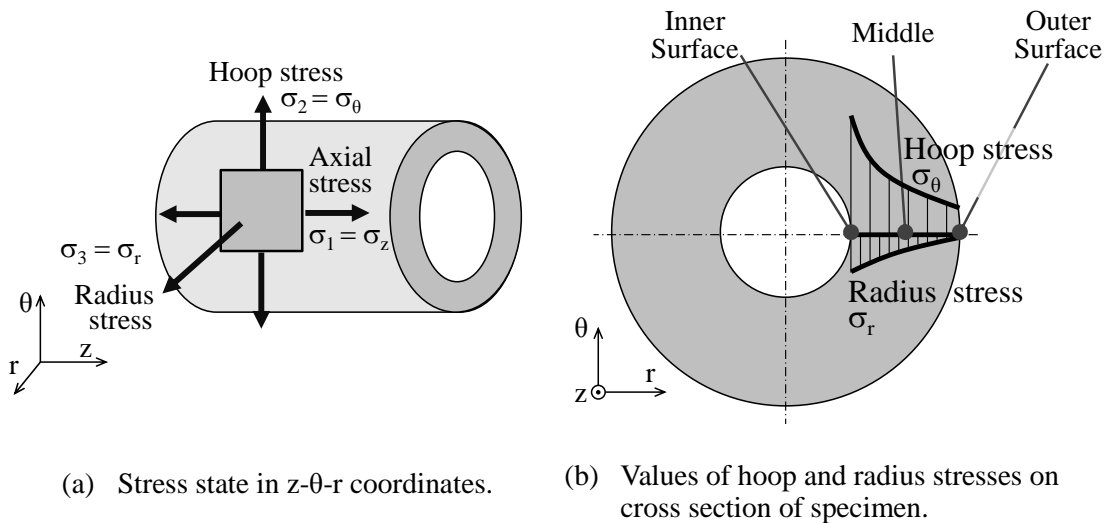 Hoop stress
σ2 = σθ
Axial
stress
σ1 = σz
σ3 = σr
Radius
stress
θ
z
r
(a) Stress state in z-θ-r coordinates.
Inner
Surface
Middle
Outer
Surface
Hoop stress
σθ
Radius stress
σr
θ
r
z
(b) Values of hoop and radius stresses on
cross section of specimen.